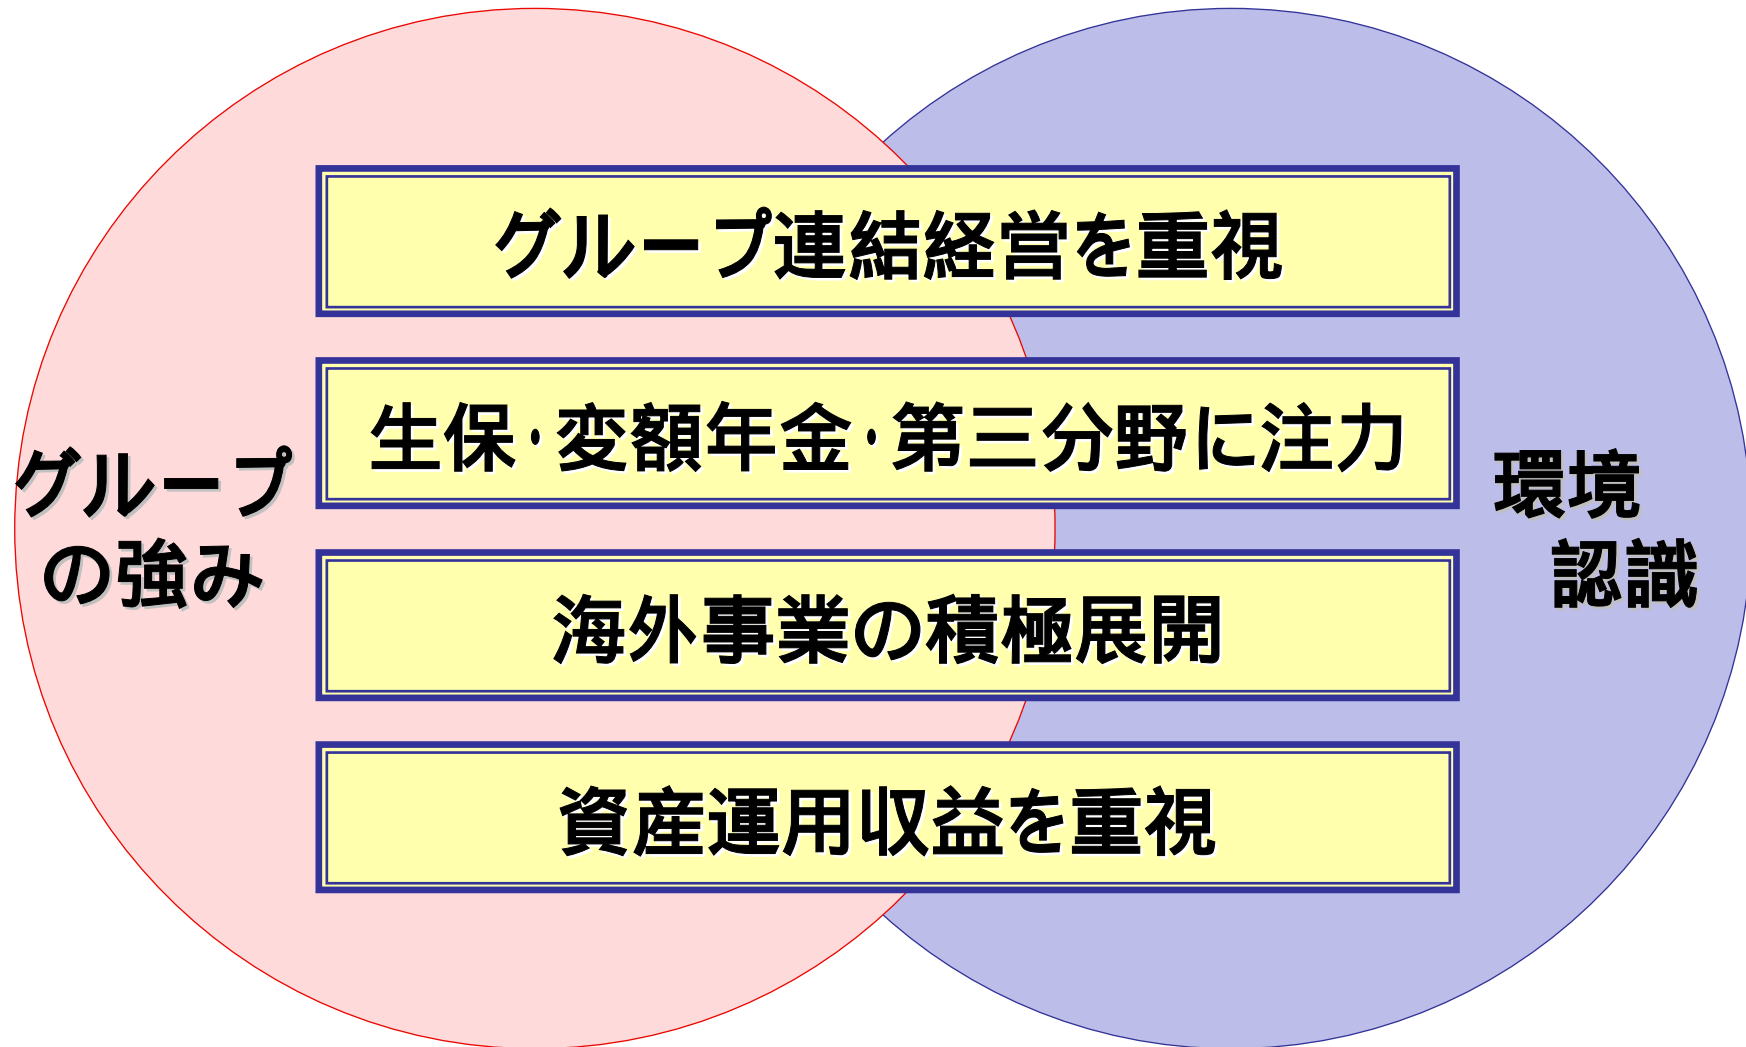 グループ連結経営を重視
生保･変額年金･第三分野に注力
グループ
の強み
環境
認識
海外事業の積極展開
資産運用収益を重視